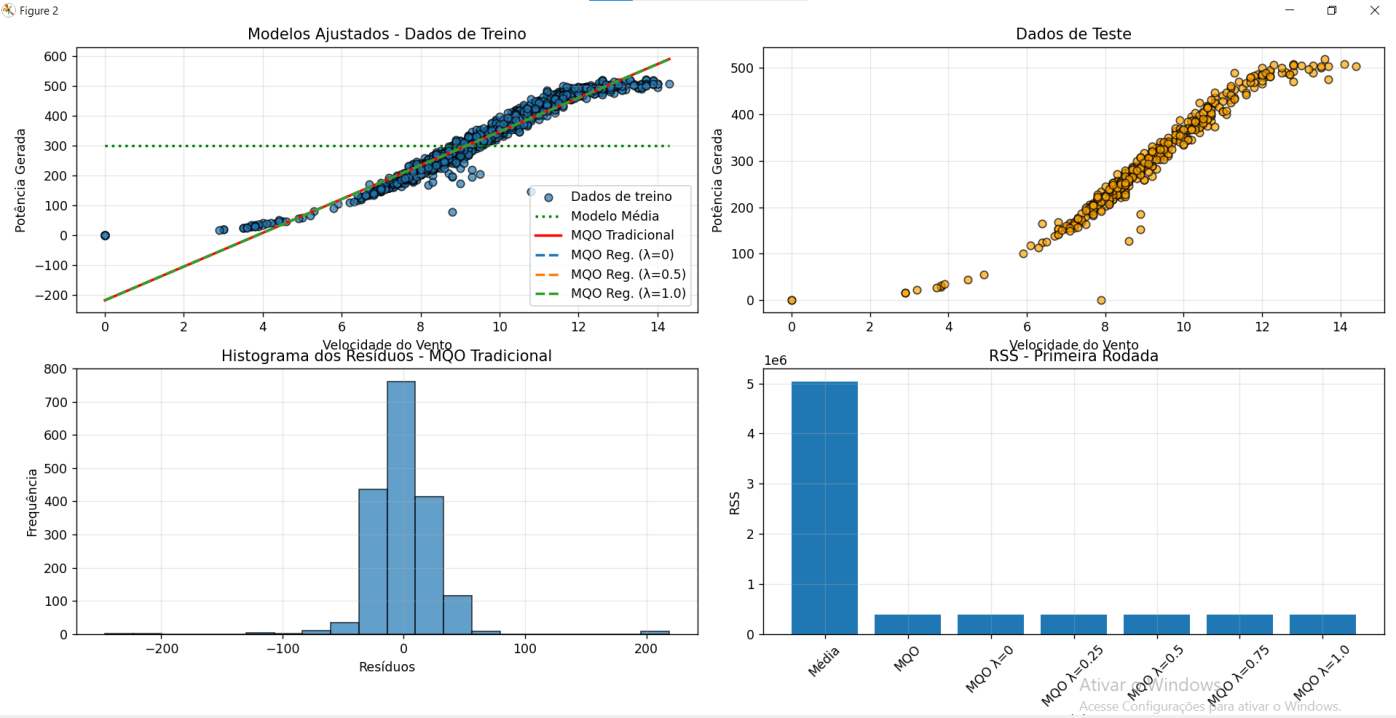 Figure 2
Modelos Ajustados - Dados de Treino
600
500
400
300
200
100
0
−100
−200
Potência Gerada
Dados de treino
Modelo Média
MQO Tradicional
MQO Reg. (λ=0)
MQO Reg. (λ=0.5)
MQO Reg. (λ=1.0)
0 2 4 6 8 10 12 14
Velocidade do Vento
Dados de Teste
500
400
300
200
100
0
Potência Gerada
0 2 4 6 8 10 12 14
Velocidade do Vento
Histograma dos Resíduos - MQO Tradicional
800
700
600
500
400
300
200
100
0
Frequência
−200 −100 0 100 200
Resíduos
RSS - Primeira Rodada
1e6
5
4
3
2
1
0
RSS
Média
MQO
MQO λ=0
MQO λ=0.25
MQO λ=0.5
MQO λ=0.75
MQO λ=1.0
Ativar o Windows
Acesse Configurações para ativar o Windows.